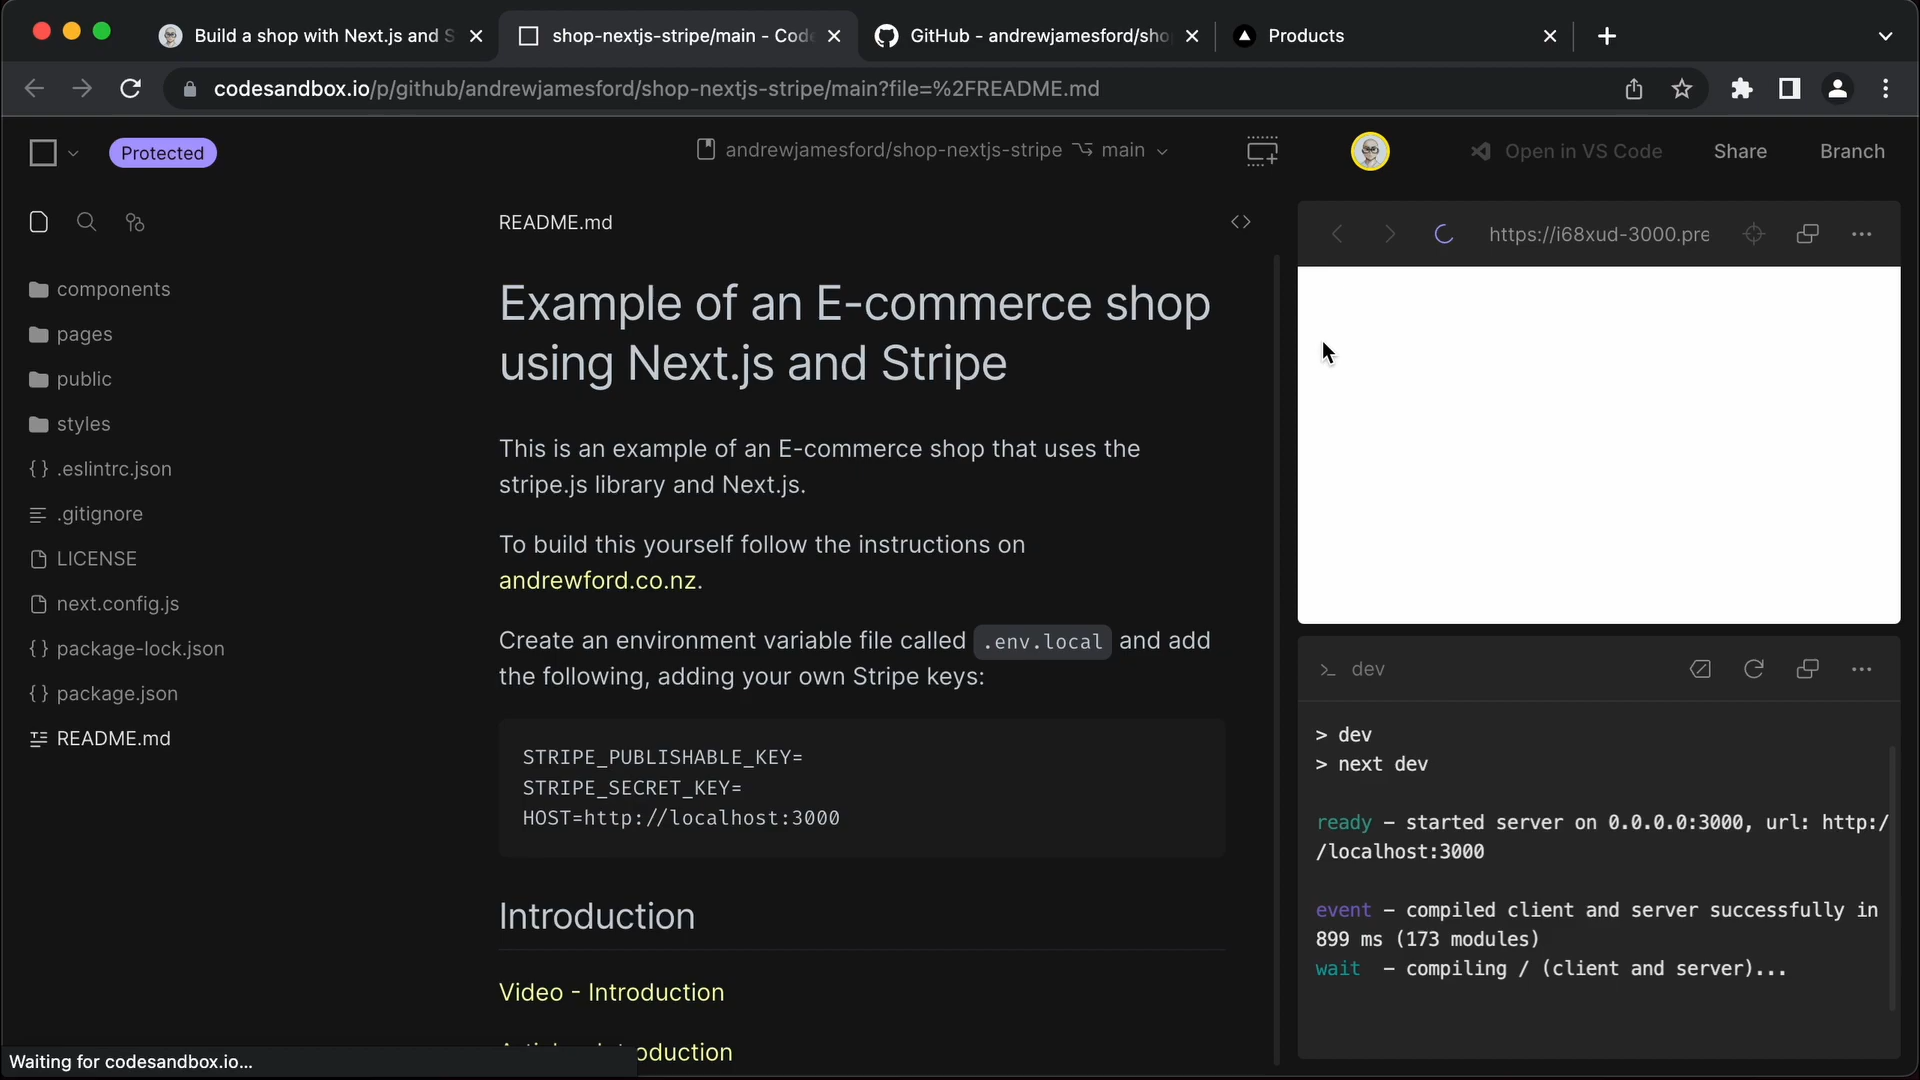 Build a shop with Next.js and S
shop-nextjs-stripe/main - Code
GitHub - andrewjamesford/sho
Products
codesandbox.io/p/github/andrewjamesford/shop-nextjs-stripe/main?file=%2FREADME.md
Protected
andrewjamesford/shop-nextjs-stripe
main
Open in VS Code
Share
Branch
README.md
https://i68xud-3000.pre
components
pages
public
styles
.eslintrc.json
.gitignore
LICENSE
next.config.js
package-lock.json
package.json
README.md
Example of an E-commerce shop
using Next.js and Stripe
This is an example of an E-commerce shop that uses the
stripe.js library and Next.js.
To build this yourself follow the instructions on
andrewford.co.nz.
Create an environment variable file called .env.local and add
the following, adding your own Stripe keys:
STRIPE_PUBLISHABLE_KEY=
STRIPE_SECRET_KEY=
HOST=http://localhost:3000
Introduction
Video - Introduction
oduction
dev
> dev
> next dev
ready - started server on 0.0.0.0:3000, url: http:/
/localhost:3000
event - compiled client and server successfully in
899 ms (173 modules)
wait - compiling / (client and server)...
Waiting for codesandbox.io...